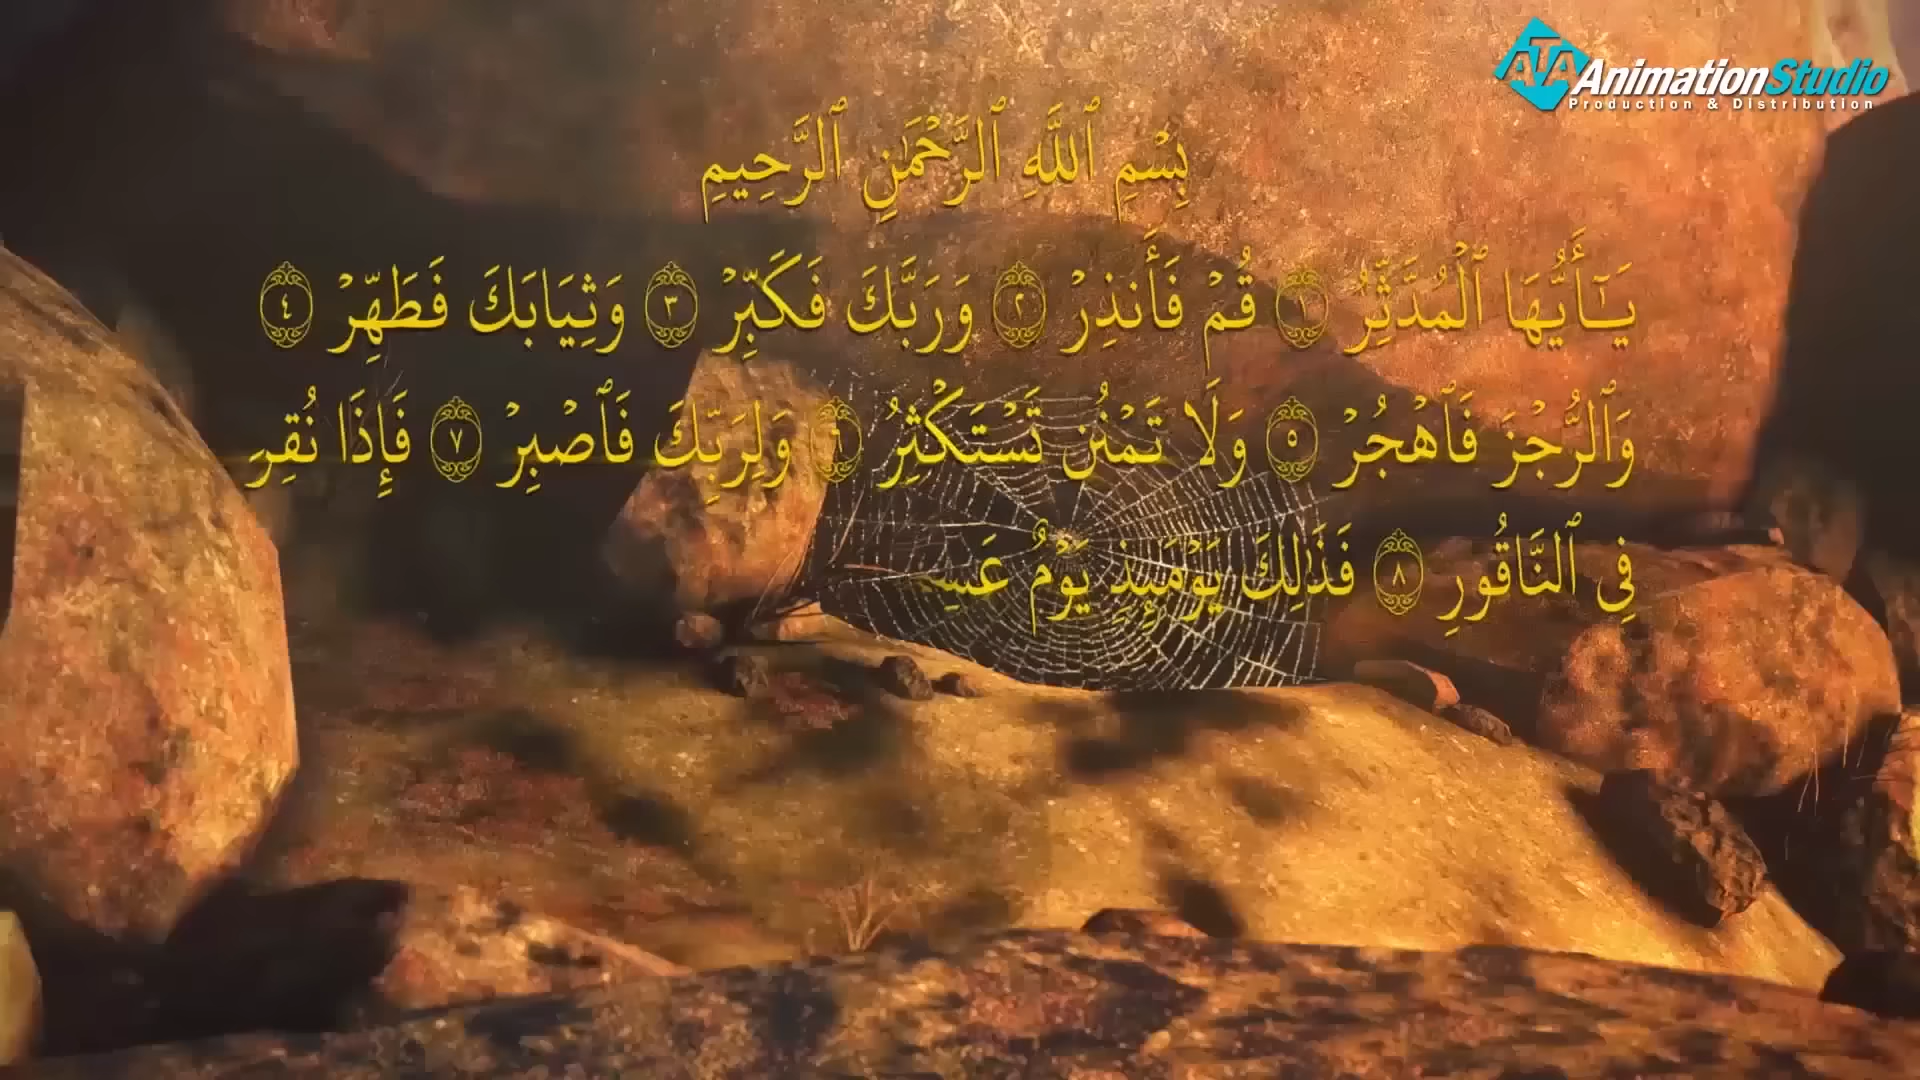 ATA AnimationStudio
Production & Distribution
بِسْمِ ٱللَّهِ ٱلرَّحْمَٰنِ ٱلرَّحِيمِ
يَـٰٓأَيُّهَا ٱلْمُدَّثِّرُ ١ قُمْ فَأَنذِرْ ٢ وَرَبَّكَ فَكَبِّرْ ٣ وَثِيَابَكَ فَطَهِّرْ ٤
وَٱلرُّجْزَ فَٱهْجُرْ ٥ وَلَا تَمْنُن تَسْتَكْثِرُ ٦ وَلِرَبِّكَ فَٱصْبِرْ ٧ فَإِذَا نُقِرَ
فِى ٱلنَّاقُورِ ٨ فَذَٰلِكَ يَوْمَئِذٍ يَوْمٌ